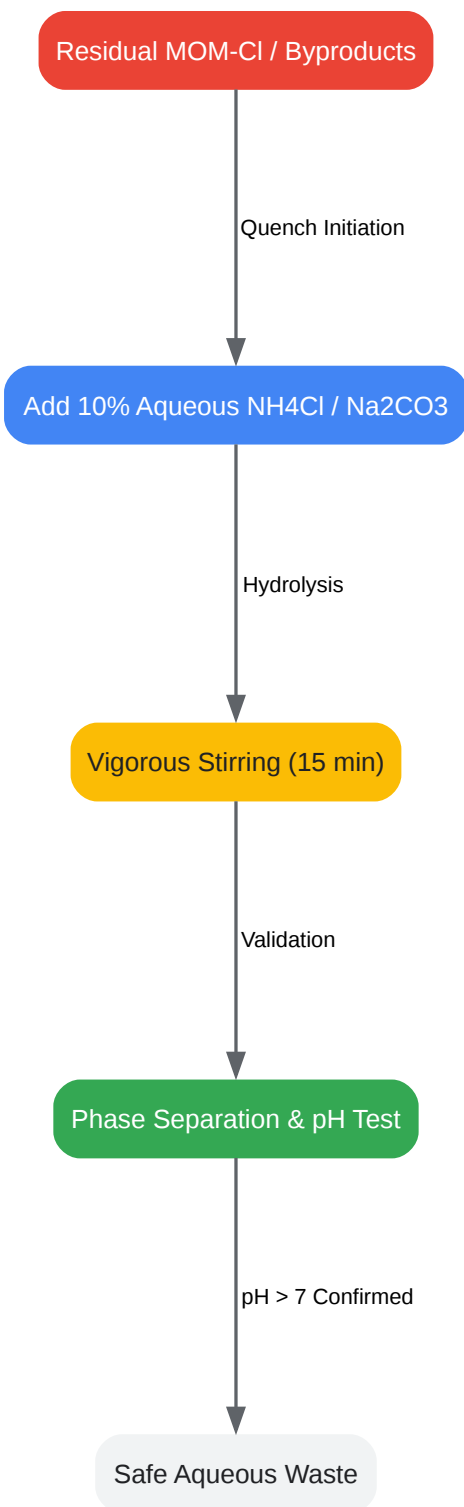 Residual MOM-Cl / Byproducts
Quench Initiation
Add 10% Aqueous NH4Cl / Na2CO3
Hydrolysis
Vigorous Stirring (15 min)
Validation
Phase Separation & pH Test
pH > 7 Confirmed
Safe Aqueous Waste